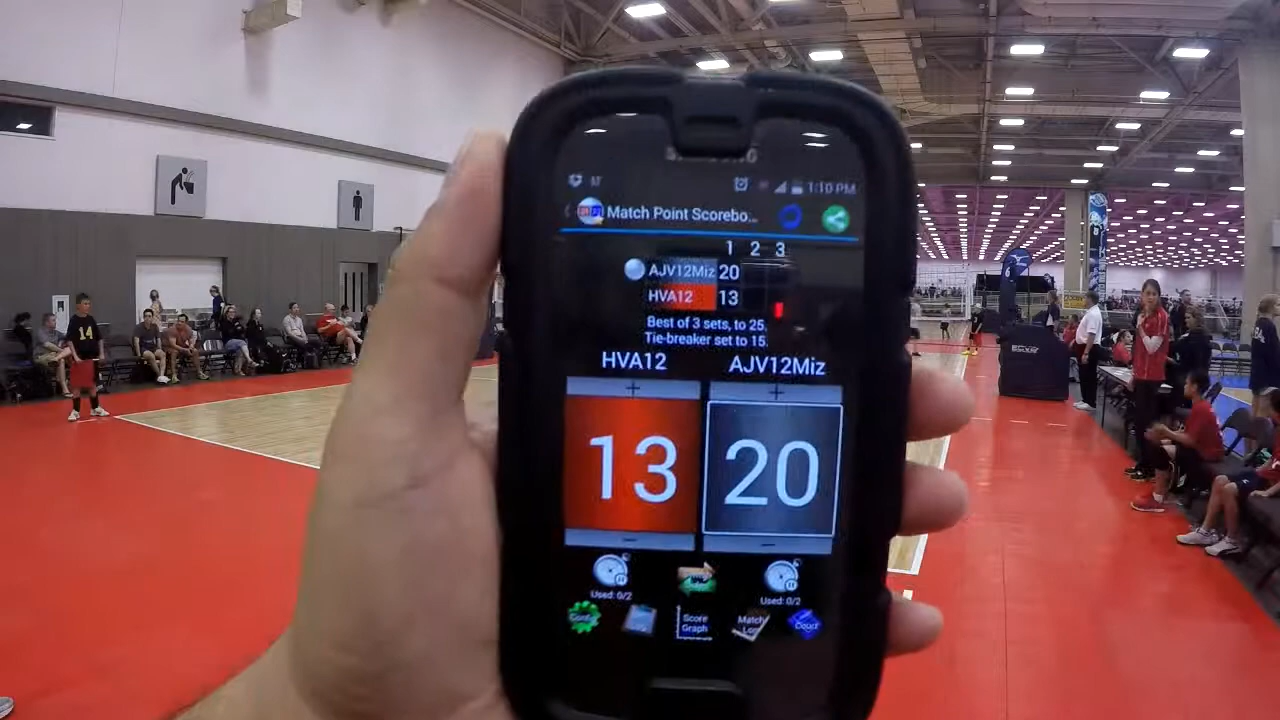 1:10 PM
Match Point Scorebo...
1 2 3
AJV12Miz 20
HVA12 13
Best of 3 sets, to 25.
Tie-breaker set to 15.
HVA12 AJV12Miz
+ +
13 20
- -
Used: 0/2 Used: 0/2
Config Score Graph Match Log Cloud
14